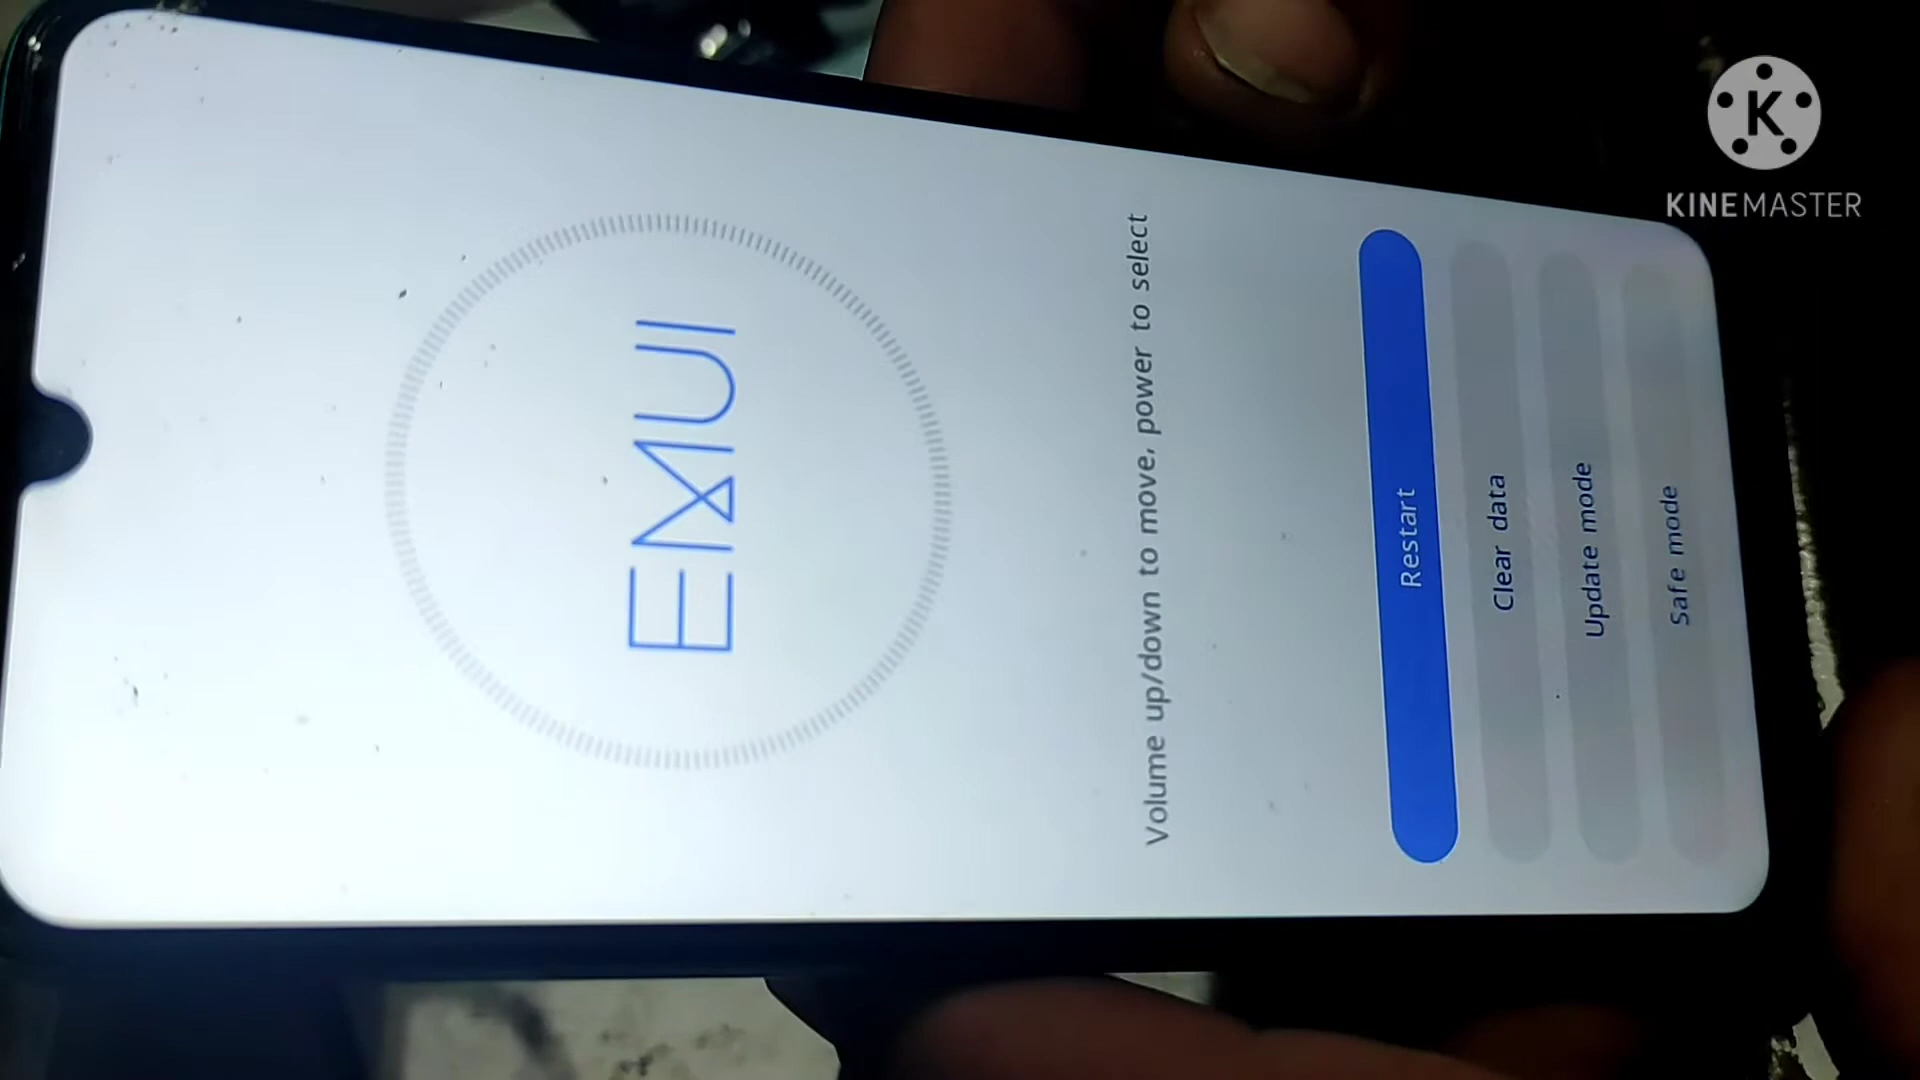 EMUI
Volume up/down to move, power to select
Restart
Clear data
Update mode
Safe mode
K
KINEMASTER